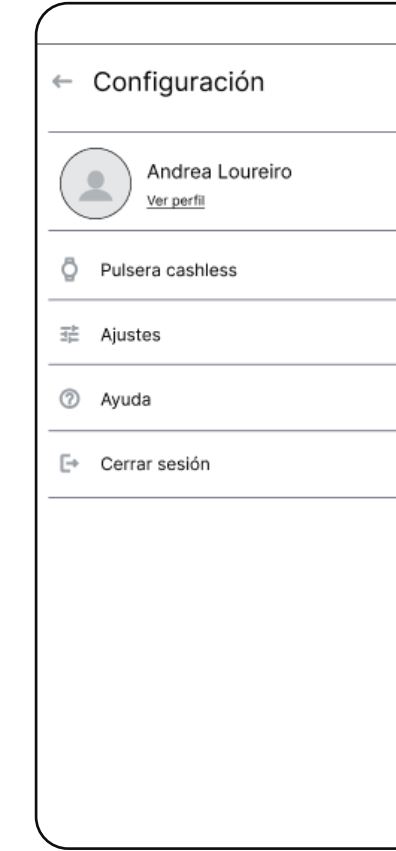 Configuración
Andrea Loureiro
Ver perfil
Pulsera cashless
Ajustes
Ayuda
Cerrar sesión